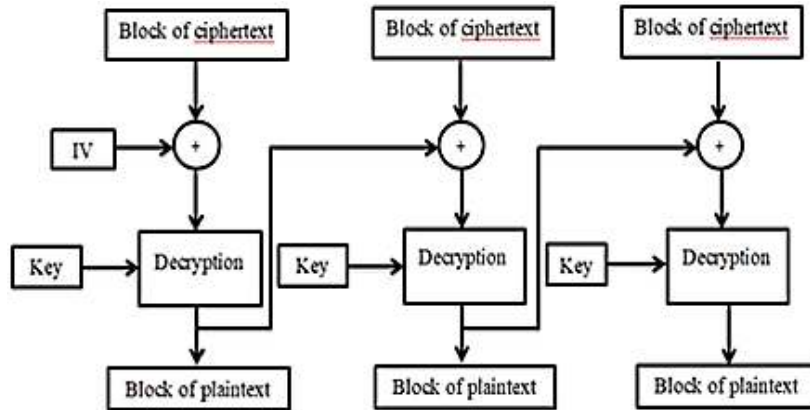 Block of ciphertext
Block of ciphertext
Block of ciphertext
IV
+
+
+
Key
Decryption
Key
Decryption
Key
Decryption
Block of plaintext
Block of plaintext
Block of plaintext